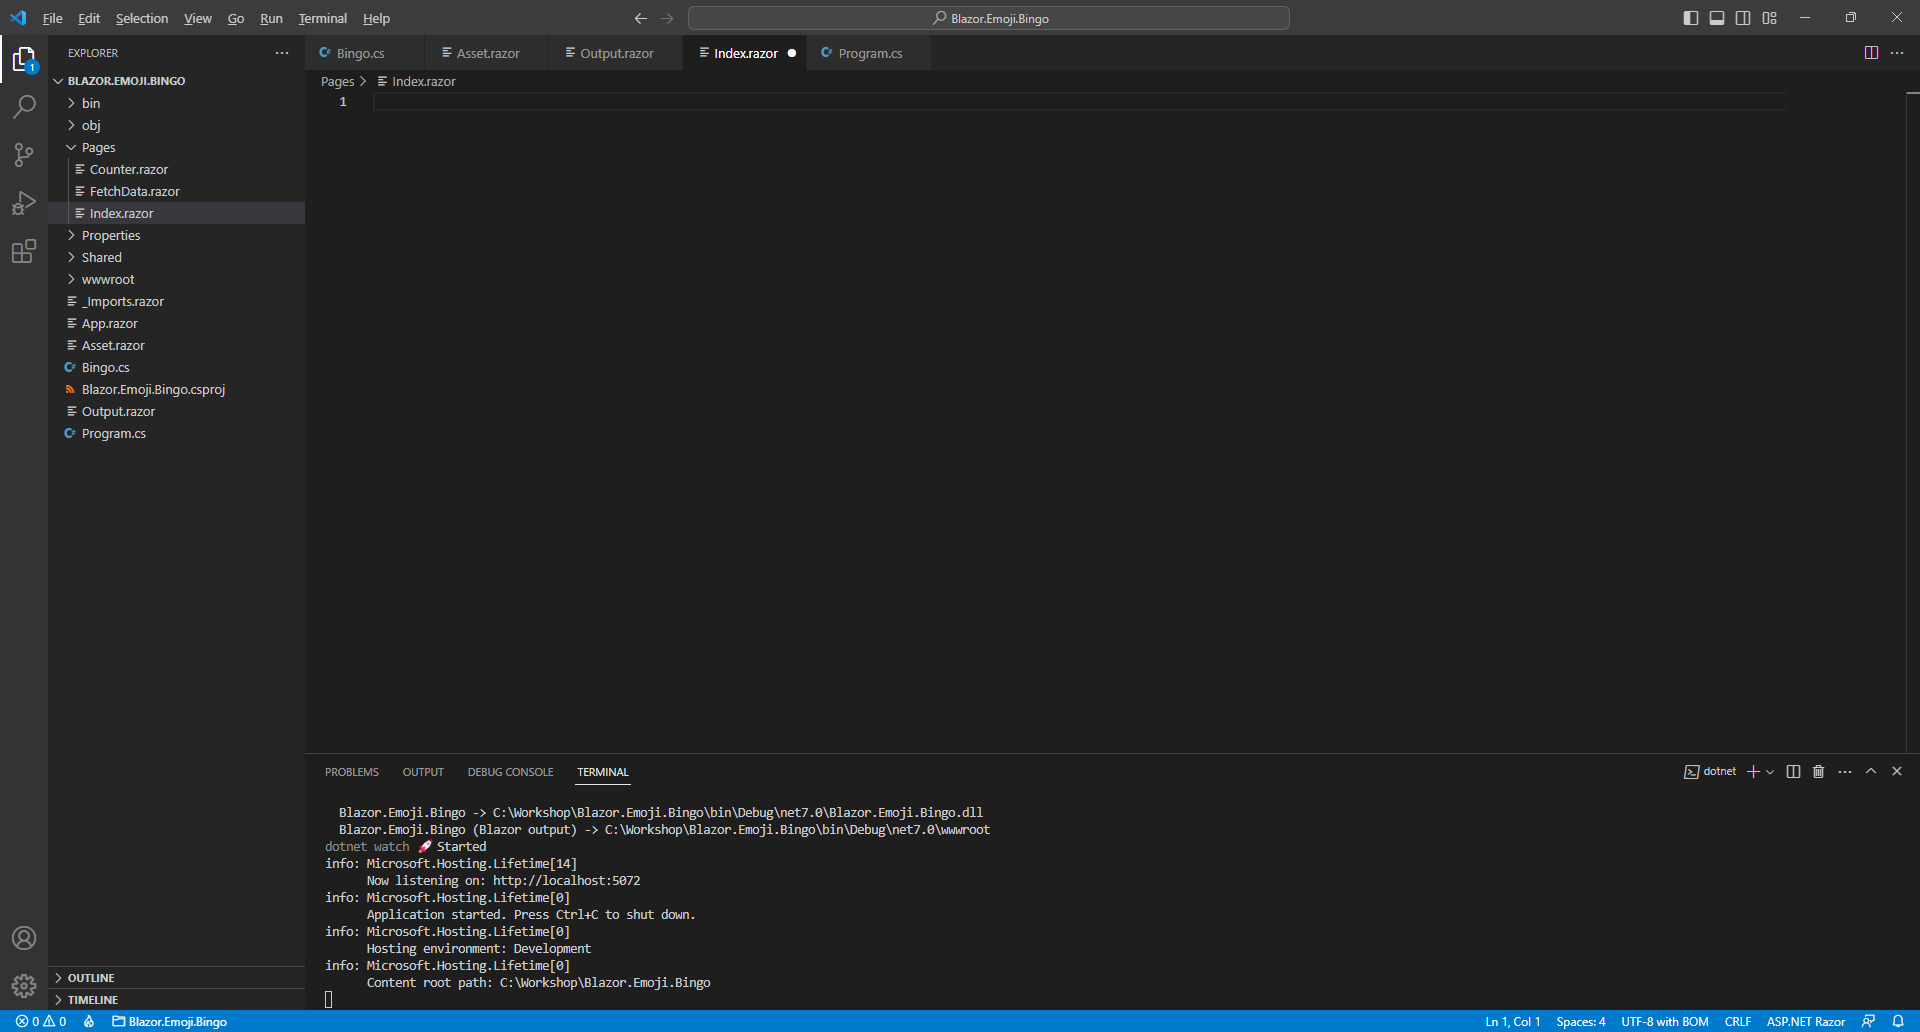 File Edit Selection View Go Run Terminal Help
Blazor.Emoji.Bingo
EXPLORER
Bingo.cs
Asset.razor
Output.razor
Index.razor
Program.cs
Pages > Index.razor
1
BLAZOR.EMOJI.BINGO
bin
obj
Pages
Counter.razor
FetchData.razor
Index.razor
Properties
Shared
wwwroot
_Imports.razor
App.razor
Asset.razor
Bingo.cs
Blazor.Emoji.Bingo.csproj
Output.razor
Program.cs
OUTLINE
TIMELINE
1
PROBLEMS OUTPUT DEBUG CONSOLE TERMINAL
dotnet
Blazor.Emoji.Bingo -> C:\Workshop\Blazor.Emoji.Bingo\bin\Debug\net7.0\Blazor.Emoji.Bingo.dll
Blazor.Emoji.Bingo (Blazor output) -> C:\Workshop\Blazor.Emoji.Bingo\bin\Debug\net7.0\wwwroot
dotnet watch 🚀 Started
info: Microsoft.Hosting.Lifetime[14]
Now listening on: http://localhost:5072
info: Microsoft.Hosting.Lifetime[0]
Application started. Press Ctrl+C to shut down.
info: Microsoft.Hosting.Lifetime[0]
Hosting environment: Development
info: Microsoft.Hosting.Lifetime[0]
Content root path: C:\Workshop\Blazor.Emoji.Bingo
0 0 Blazor.Emoji.Bingo
Ln 1, Col 1 Spaces: 4 UTF-8 with BOM CRLF ASP.NET Razor